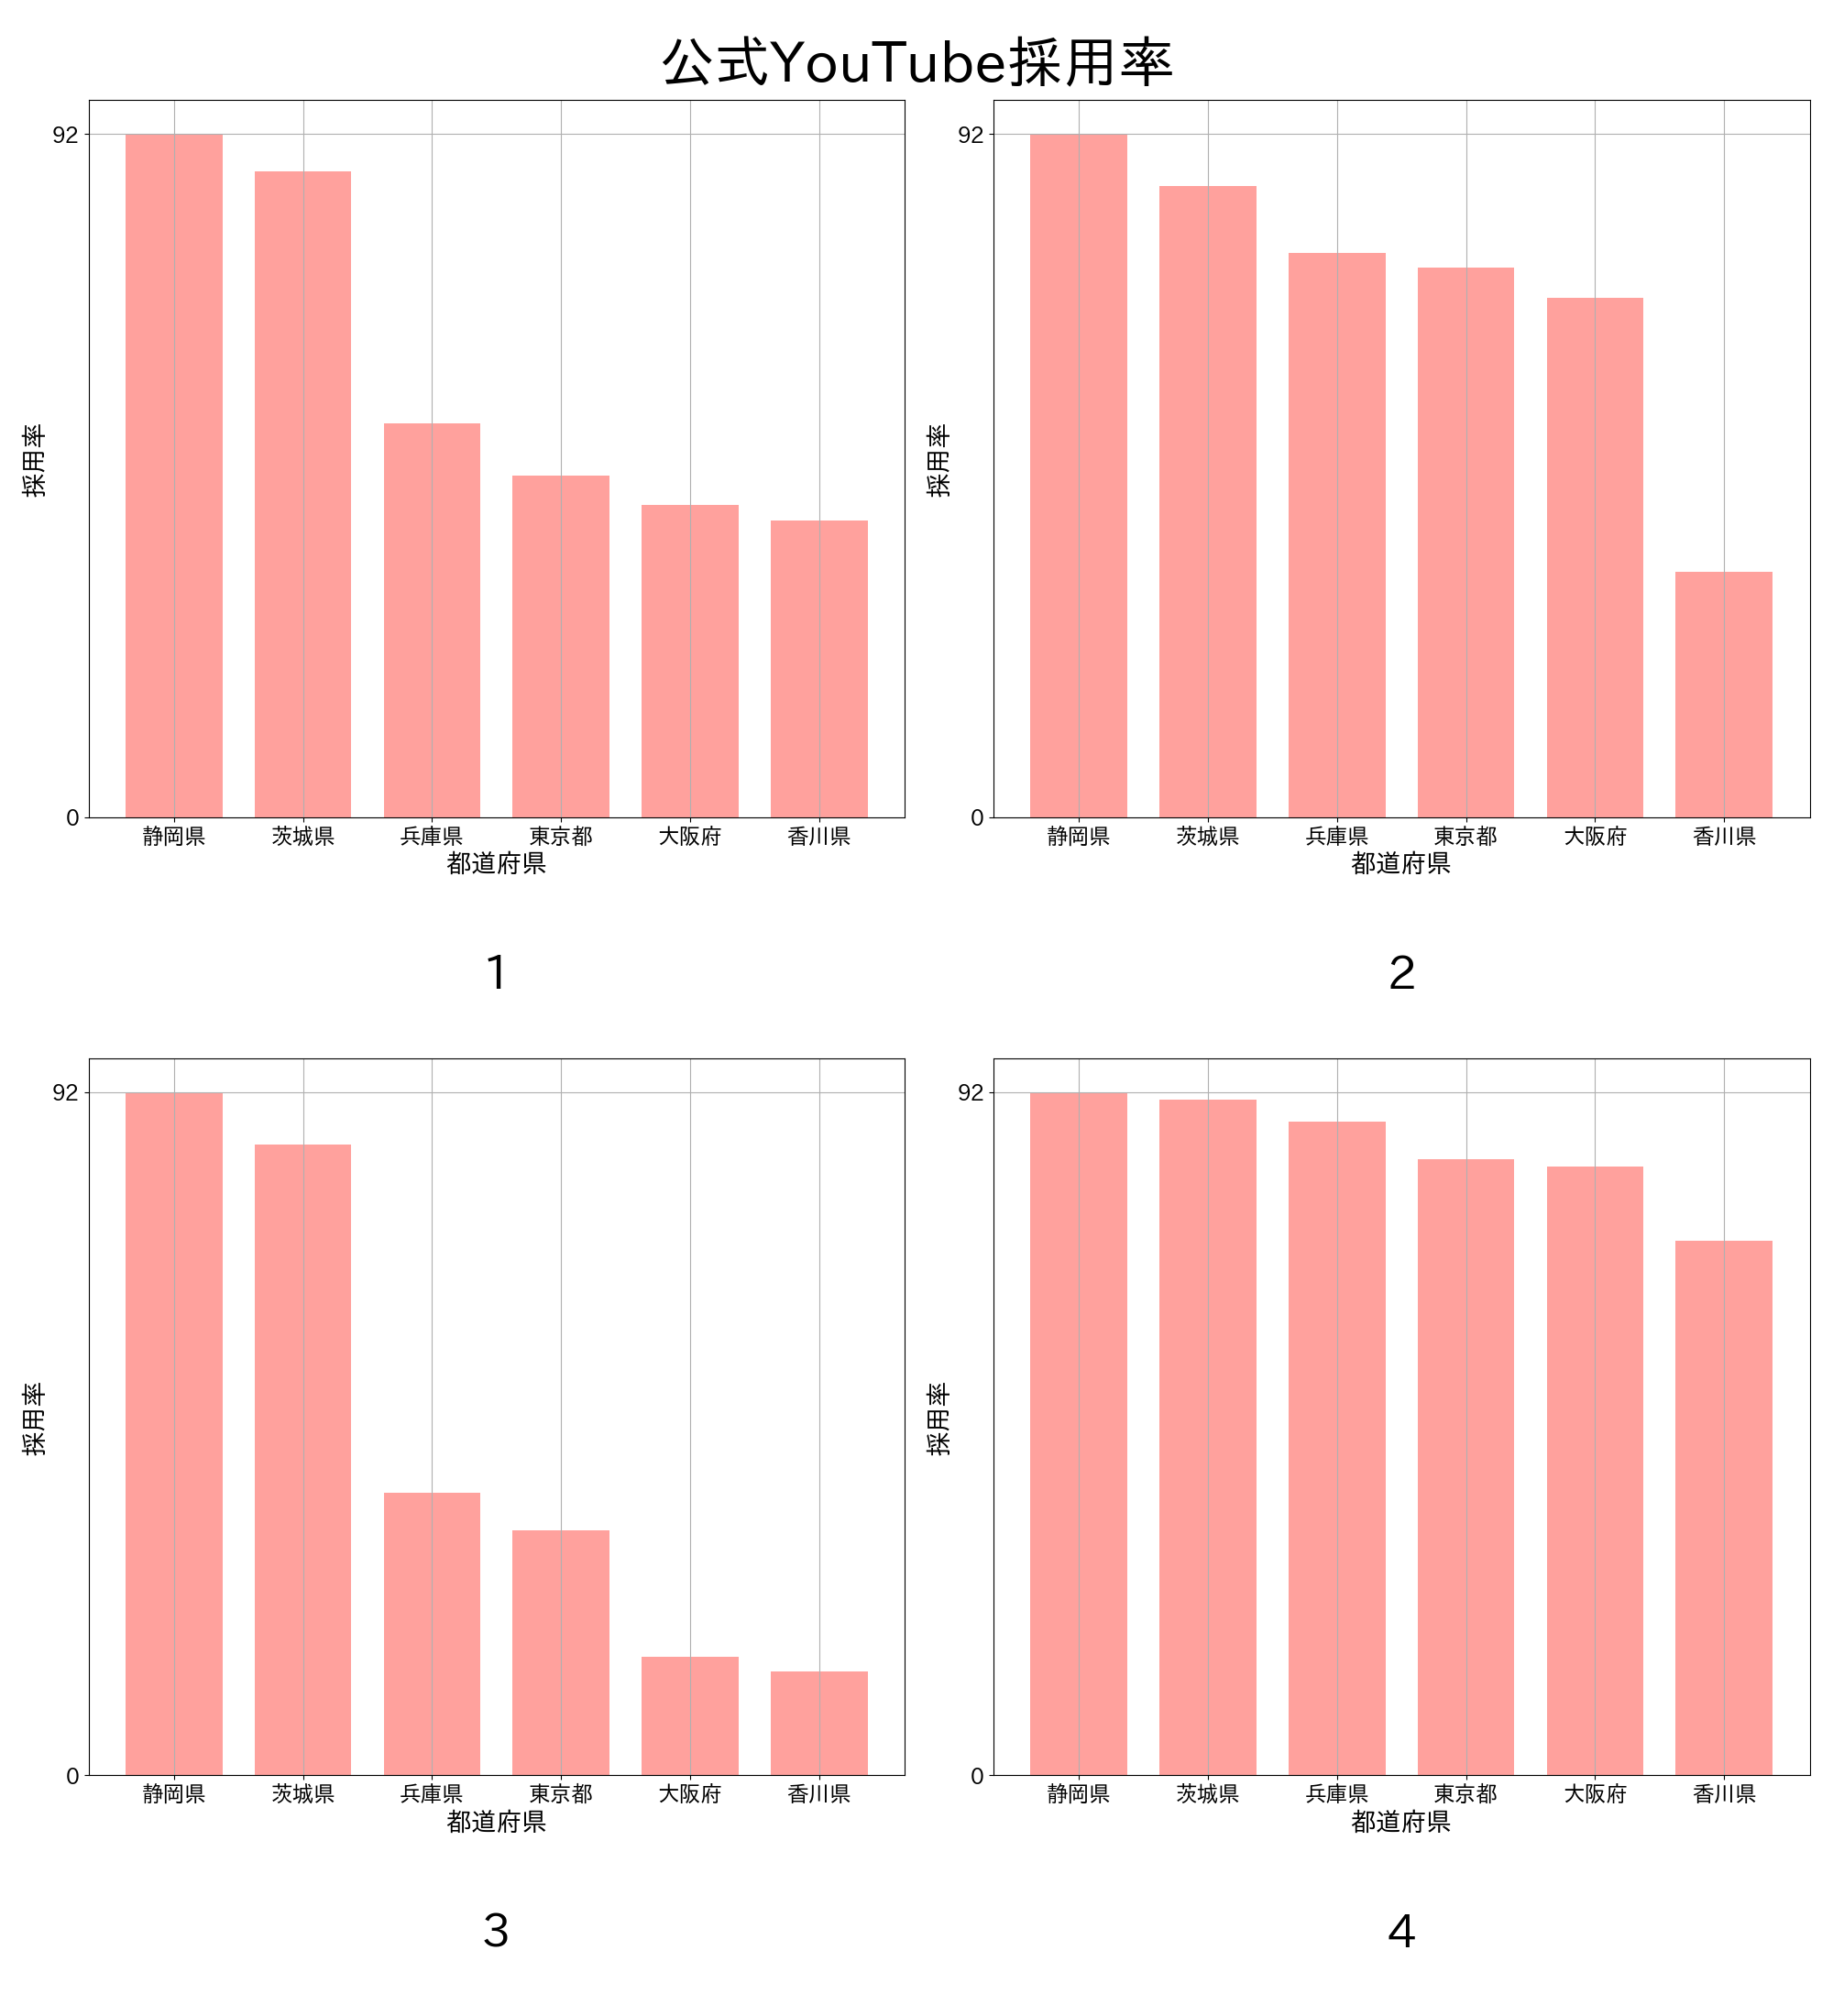 公式YouTube採用率
92
採用率
0
静岡県 茨城県 兵庫県 東京都 大阪府 香川県
都道府県
1
92
採用率
0
静岡県 茨城県 兵庫県 東京都 大阪府 香川県
都道府県
2
92
採用率
0
静岡県 茨城県 兵庫県 東京都 大阪府 香川県
都道府県
3
92
採用率
0
静岡県 茨城県 兵庫県 東京都 大阪府 香川県
都道府県
4